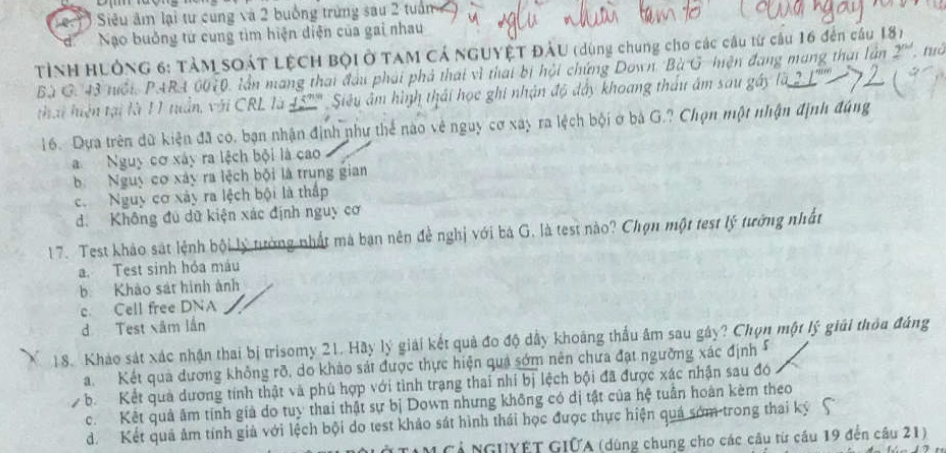 Siêu âm lại tử cung và 2 buồng trứng sau 2 tuần
d. Nạo buồng tử cung tìm hiện diện của gai nhau
TÌNH HUỐNG 6: TẦM SOÁT LỆCH BỘI Ở TAM CÁ NGUYỆT ĐẦU (dùng chung cho các câu từ câu 16 đến câu 18)
Bà G. 43 tuổi, PARA 0010, lần mang thai đầu phải phá thai vì thai bị hội chứng Down. Bà G hiện đang mang thai lần 2
thai hiện tại là 11 tuần, với CRL là 45mm. Siêu âm hình thái học ghi nhận độ dầy khoang thấu âm sau gáy là
16. Dựa trên dữ kiện đã có, bạn nhận định như thế nào về nguy cơ xảy ra lệch bội ở bà G.? Chọn một nhận định đúng
a. Nguy cơ xảy ra lệch bội là cao
b. Nguy cơ xảy ra lệch bội là trung gian
c. Nguy cơ xảy ra lệch bội là thấp
d. Không đủ dữ kiện xác định nguy cơ
17. Test khảo sát lệnh bội lý tưởng nhất mà bạn nên đề nghị với bà G. là test nào? Chọn một test lý tưởng nhất
a. Test sinh hóa máu
b. Khảo sát hình ảnh
c. Cell free DNA
d. Test xâm lấn
18. Khảo sát xác nhận thai bị trisomy 21. Hãy lý giải kết quả đo độ dầy khoảng thấu âm sau gáy? Chọn một lý giải thỏa đáng
a. Kết quả dương không rõ, do khảo sát được thực hiện quá sớm nên chưa đạt ngưỡng xác định
b. Kết quả dương tính thật và phù hợp với tình trạng thai nhi bị lệch bội đã được xác nhận sau đó
c. Kết quả âm tính giả do tuy thai thật sự bị Down nhưng không có dị tật của hệ tuần hoàn kèm theo
d. Kết quả âm tính giả với lệch bội do test khảo sát hình thái học được thực hiện quá sớm trong thai kỳ
TAM CÁ NGUYỆT GIỮA (dùng chung cho các câu từ câu 19 đến câu 21)